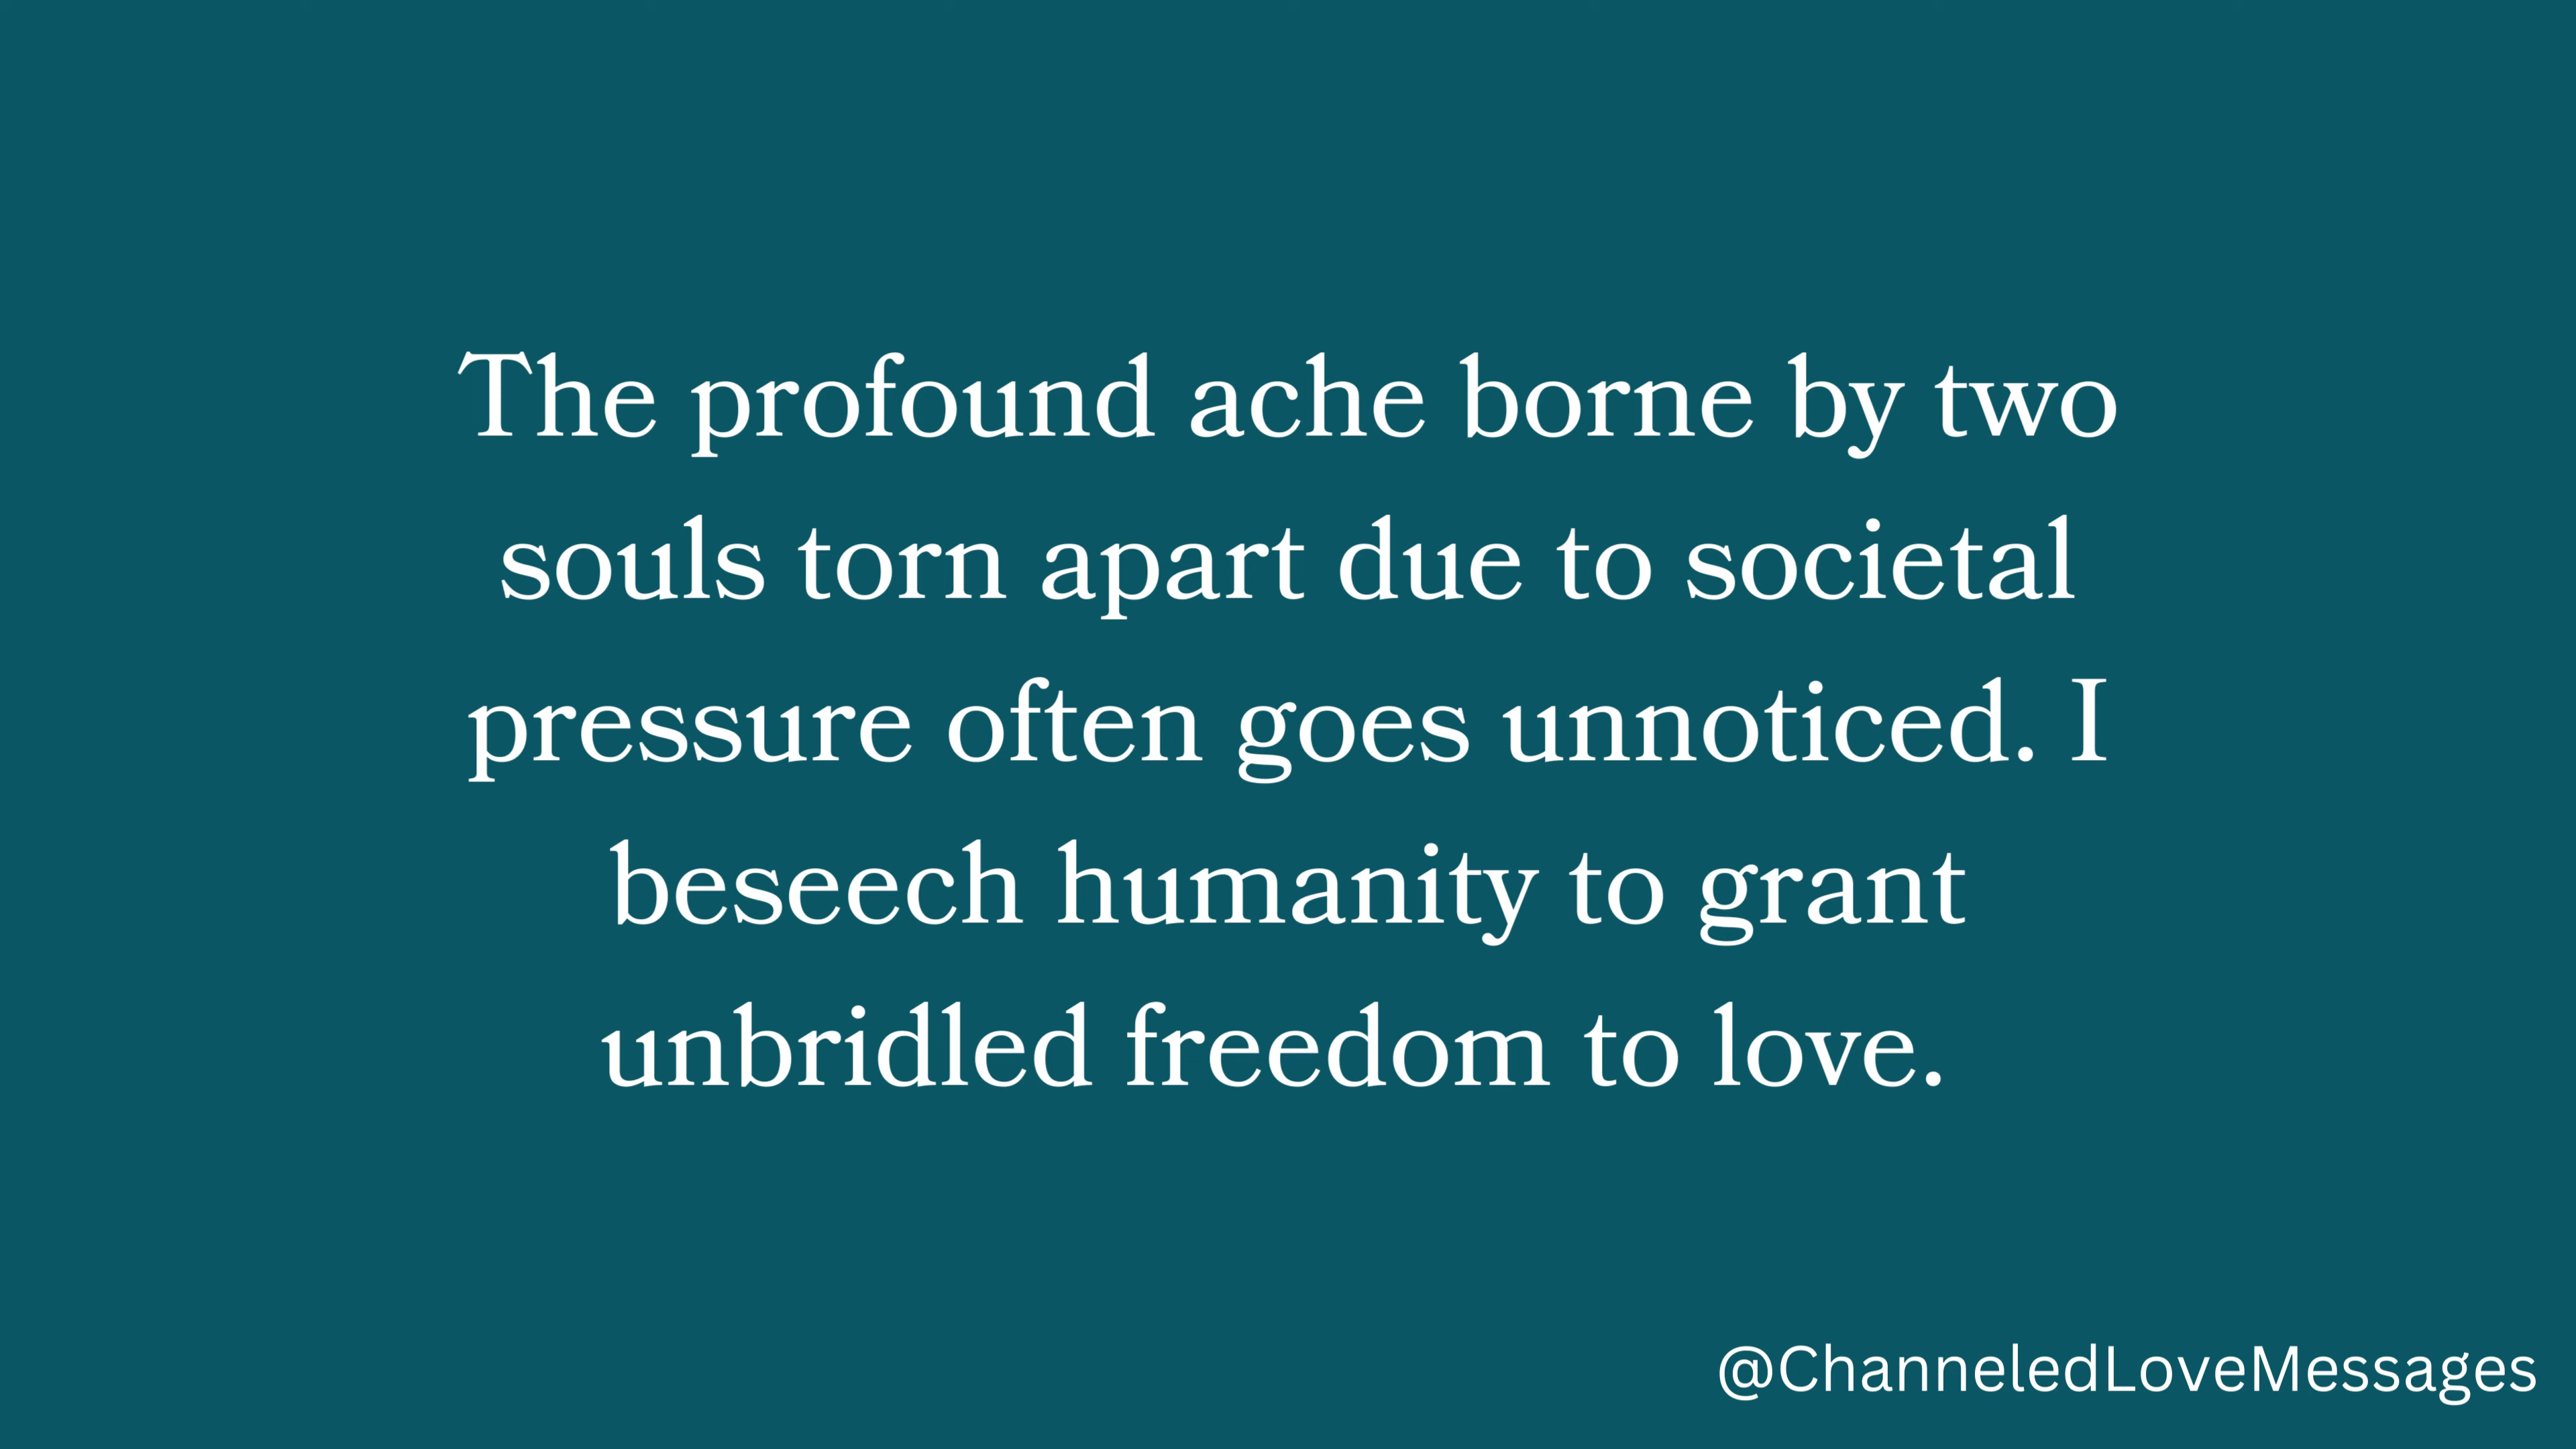 The profound ache borne by two
souls torn apart due to societal
pressure often goes unnoticed. I
beseech humanity to grant
unbridled freedom to love.
@ChanneledLoveMessages